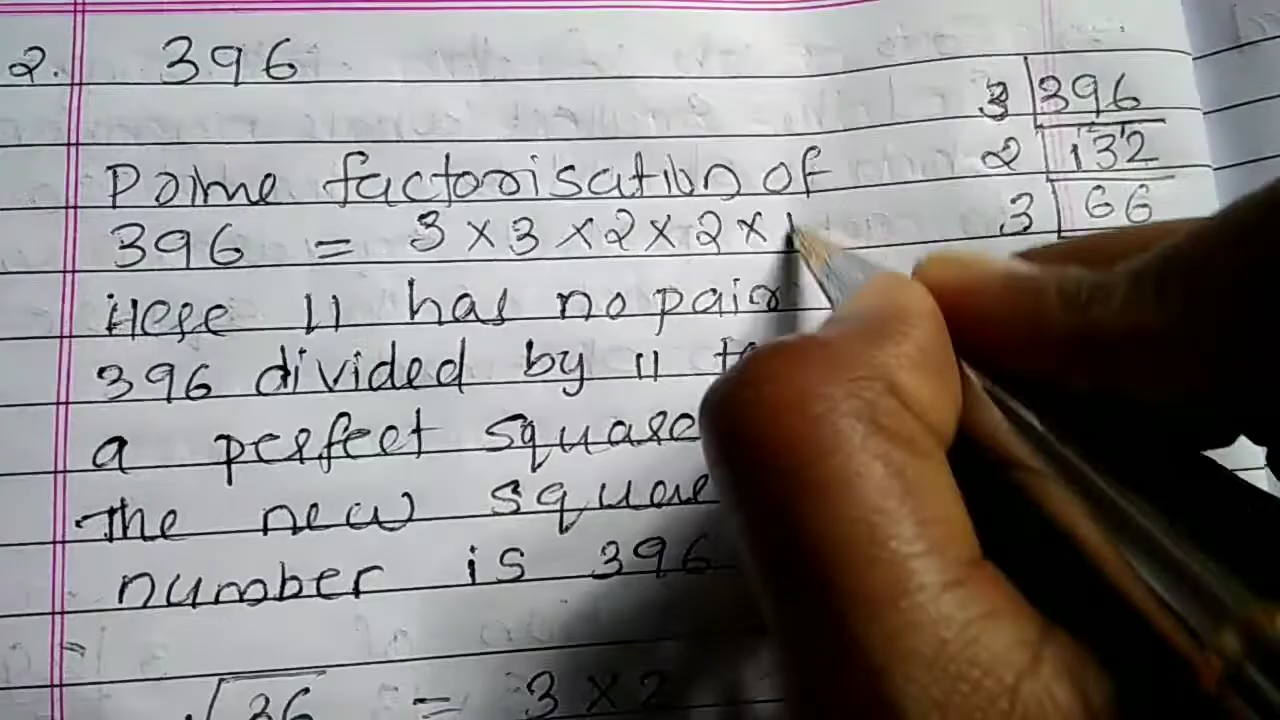 2. 396
3 396
2 132
3 66
Prime factorisation of
396 = 3 × 3 × 2 × 2 ×
Here 11 has no pair
396 divided by 11
a perfect square
The new square
number is 396
√36 = 3 × 2